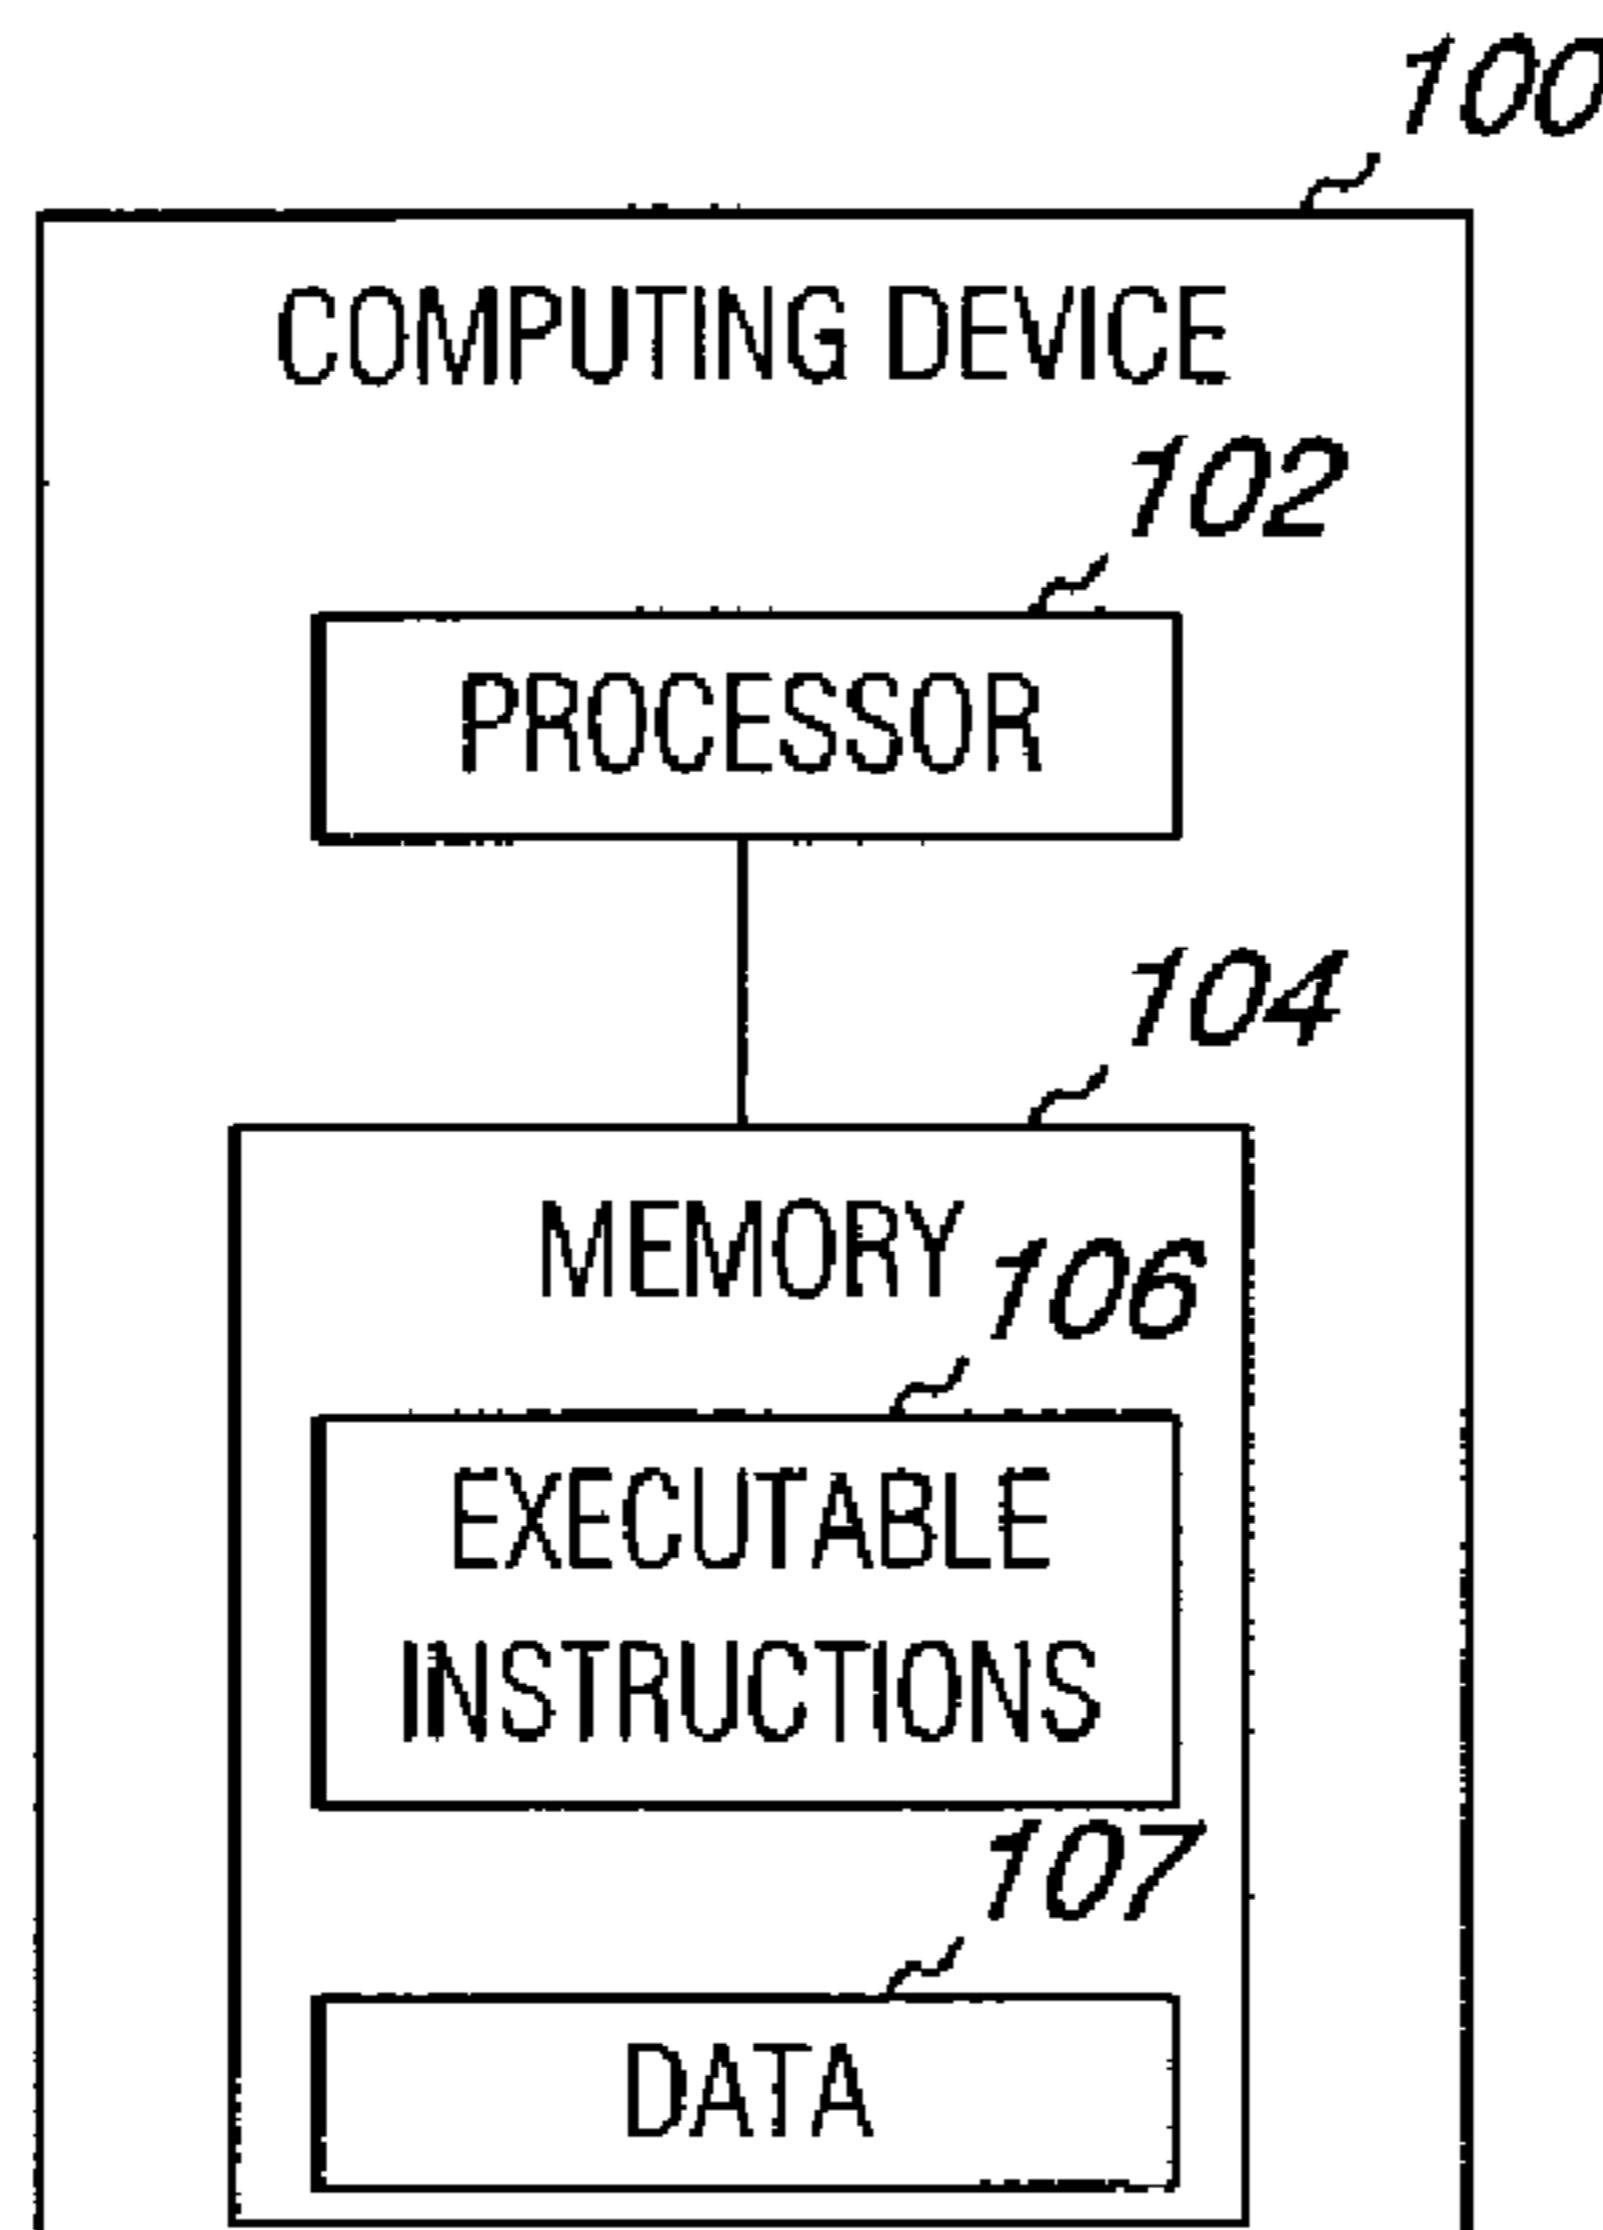 100
COMPUTING DEVICE
102
PROCESSOR
104
MEMORY
106
EXECUTABLE
INSTRUCTIONS
107
DATA